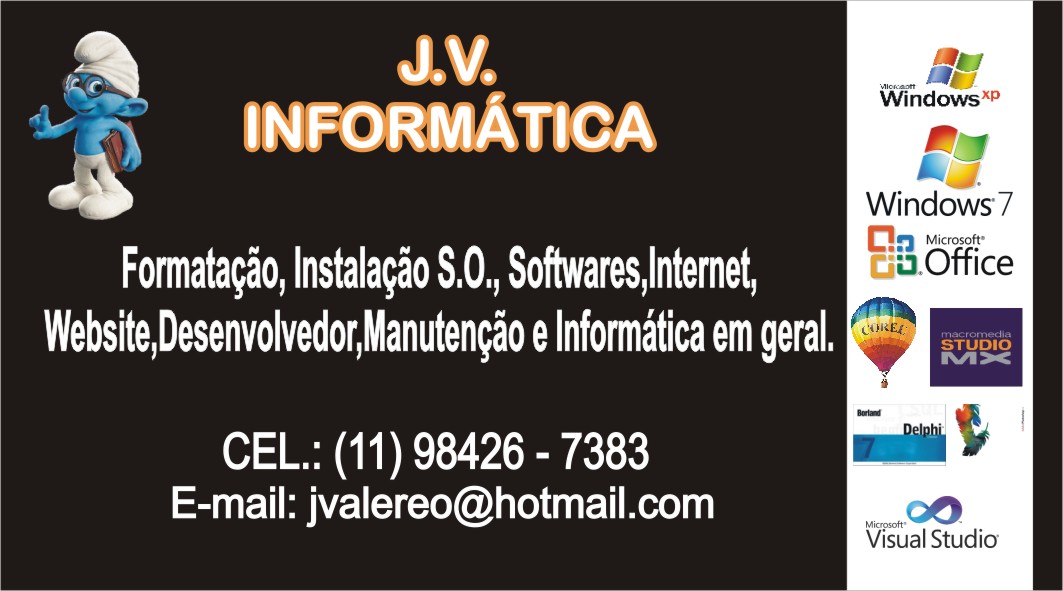 J.V.
INFORMÁTICA
Formatação, Instalação S.O., Softwares,Internet,
Website,Desenvolvedor,Manutenção e Informática em geral.
CEL.: (11) 98426 - 7383
E-mail: jvalereo@hotmail.com
Microsoft
Windows xp
Windows 7
Microsoft
Office
COREL
macromedia
STUDIO
MX
Borland
Delphi
7
Microsoft
Visual Studio